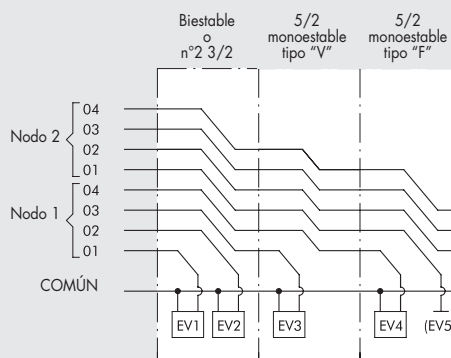 Biestable
o
n°2 3/2
5/2
monoestable
tipo “V”
5/2
monoestable
tipo “F”
Nodo 2
04
03
02
01
Nodo 1
04
03
02
01
COMÚN
EV1
EV2
EV3
EV4
(EV5